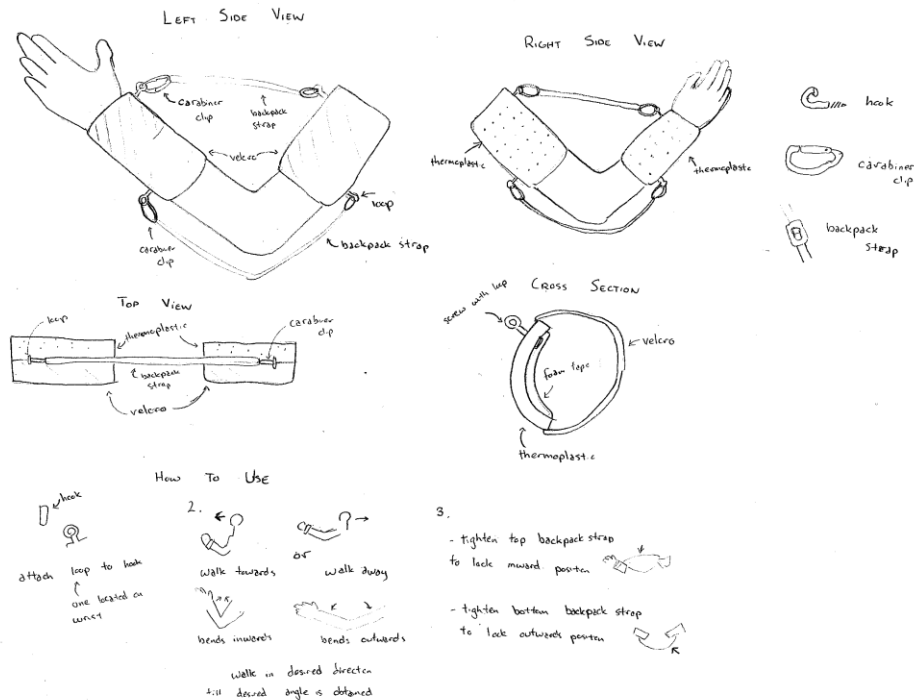 LEFT SIDE VIEW
carabiner
clip
backpack
strap
velcro
loop
carabiner
clip
backpack strap
RIGHT SIDE VIEW
thermoplastic
thermoplastic
hook
carabiner
clip
backpack
strap
TOP VIEW
loop
thermoplastic
carabiner
clip
backpack
strap
velcro
CROSS SECTION
screw with loop
velcro
foam tape
thermoplastic
HOW TO USE
hook
attach loop to hook
one located on
wrist
2.
or
walk towards
walk away
bends inwards
bends outwards
walk in desired direction
till desired angle is obtained
3.
- tighten top backpack strap
to lock inward position
- tighten bottom backpack strap
to lock outwards position